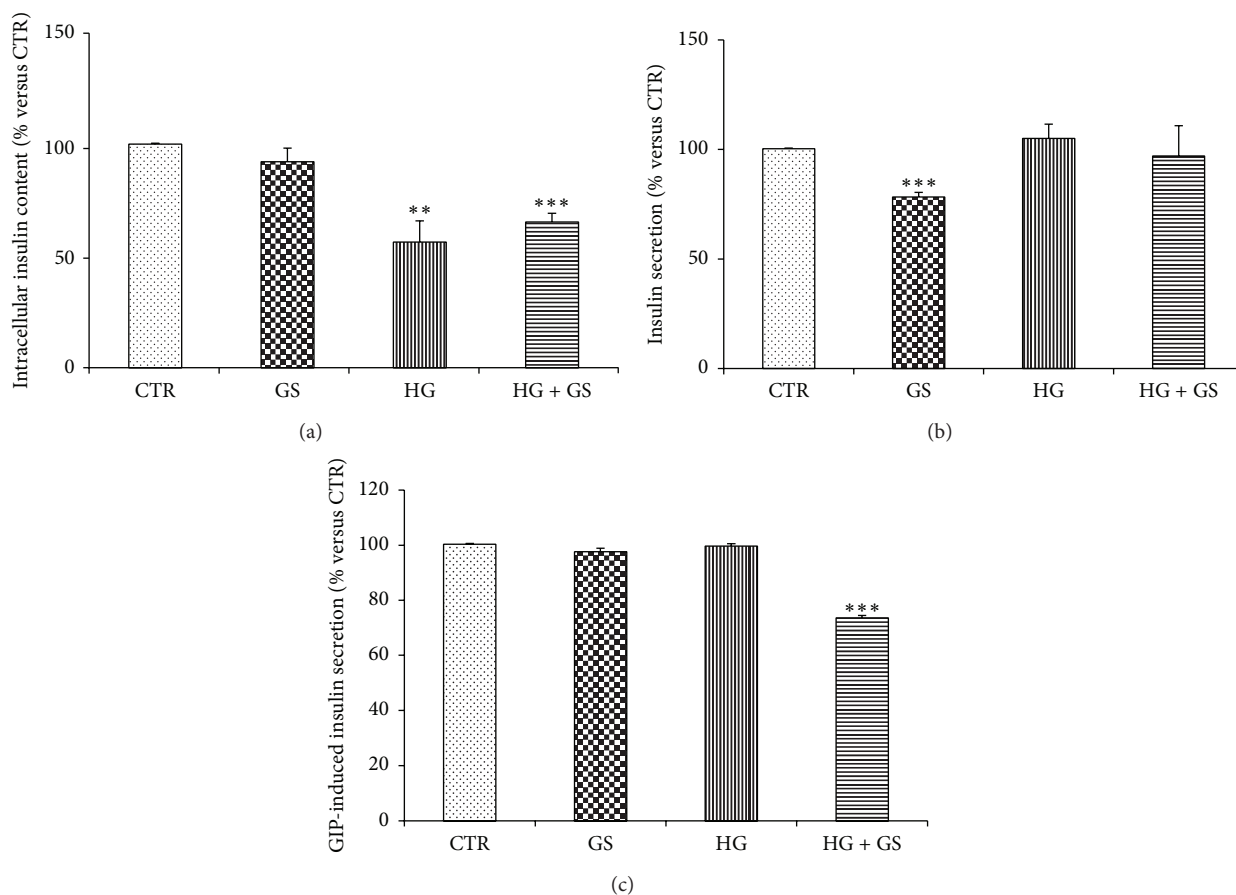 Intracellular insulin content (% versus CTR)
150
100
50
0
**
***
CTR
GS
HG
HG + GS
(a)
Insulin secretion (% versus CTR)
150
100
50
0
***
CTR
GS
HG
HG + GS
(b)
GIP-induced insulin secretion (% versus CTR)
120
100
80
60
40
20
0
***
CTR
GS
HG
HG + GS
(c)